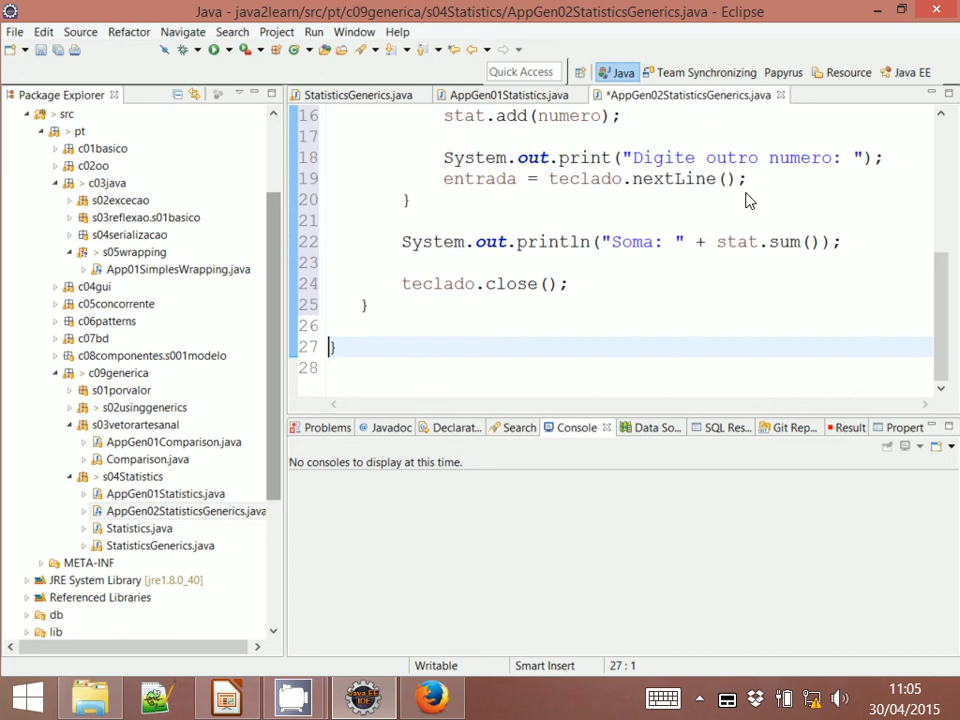 Java - java2learn/src/pt/c09generica/s04Statistics/AppGen02StatisticsGenerics.java - Eclipse
File Edit Source Refactor Navigate Search Project Run Window Help
Quick Access
Java Team Synchronizing Papyrus Resource Java EE
Package Explorer
StatisticsGenerics.java AppGen01Statistics.java *AppGen02StatisticsGenerics.java
src
pt
c01basico
c02oo
> c03java
s02excecao
s03reflexao.s01basico
s04serializacao
> s05wrapping
> App01SimplesWrapping.java
c04gui
c05concorrente
c06patterns
c07bd
c08componentes.s001modelo
> c09generica
s01porvalor
> s02usinggenerics
s03vetorartesanal
AppGen01Comparison.java
Comparison.java
> s04Statistics
AppGen01Statistics.java
AppGen02StatisticsGenerics.java
Statistics.java
StatisticsGenerics.java
META-INF
JRE System Library [jre1.8.0_40]
Referenced Libraries
db
lib
16 stat.add(numero);
17
18 System.out.print("Digite outro numero: ");
19 entrada = teclado.nextLine();
20 }
21
22 System.out.println("Soma: " + stat.sum());
23
24 teclado.close();
25 }
26
27 }
28
Problems @ Javadoc Declarat... Search Console Data So... SQL Res... Git Rep... Result Propert
No consoles to display at this time.
Writable Smart Insert 27 : 1
Java EE
IDE
11:05
30/04/2015